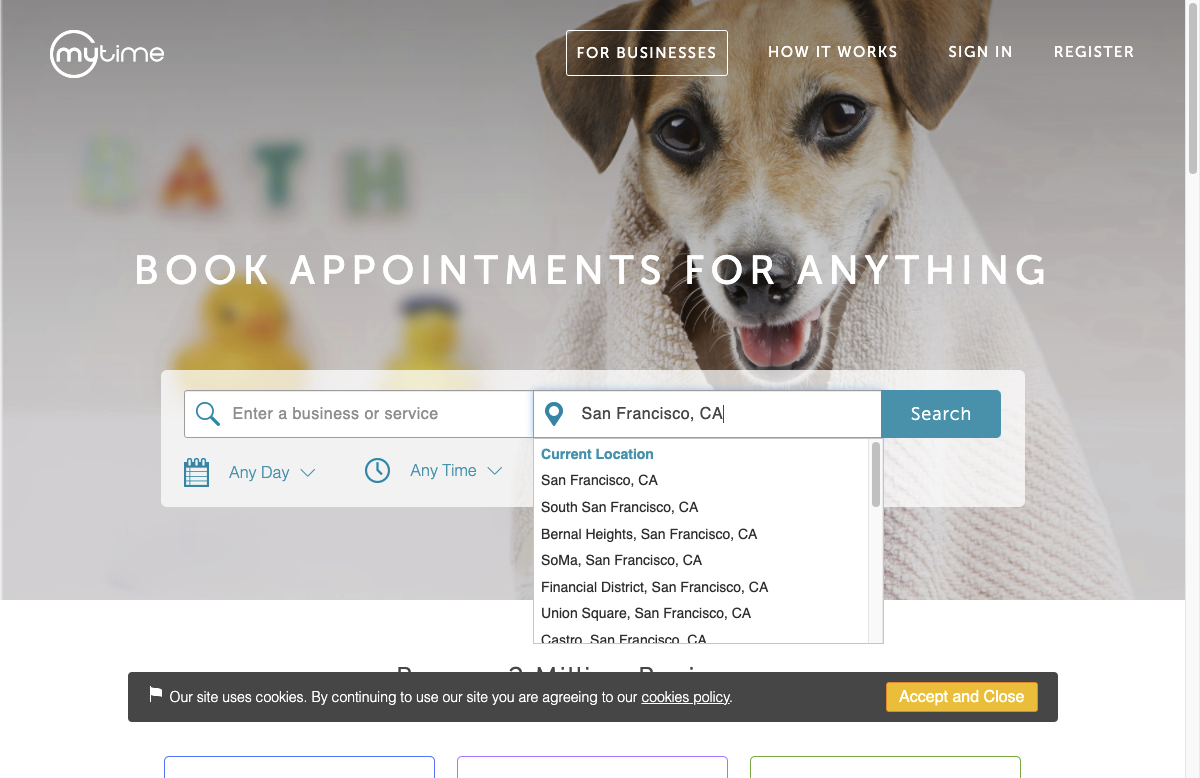 mytime
FOR BUSINESSES
HOW IT WORKS
SIGN IN
REGISTER
BATH
BOOK APPOINTMENTS FOR ANYTHING
Enter a business or service
San Francisco, CA
Search
Any Day
Any Time
Current Location
San Francisco, CA
South San Francisco, CA
Bernal Heights, San Francisco, CA
SoMa, San Francisco, CA
Financial District, San Francisco, CA
Union Square, San Francisco, CA
Castro, San Francisco, CA
Our site uses cookies. By continuing to use our site you are agreeing to our cookies policy.
Accept and Close